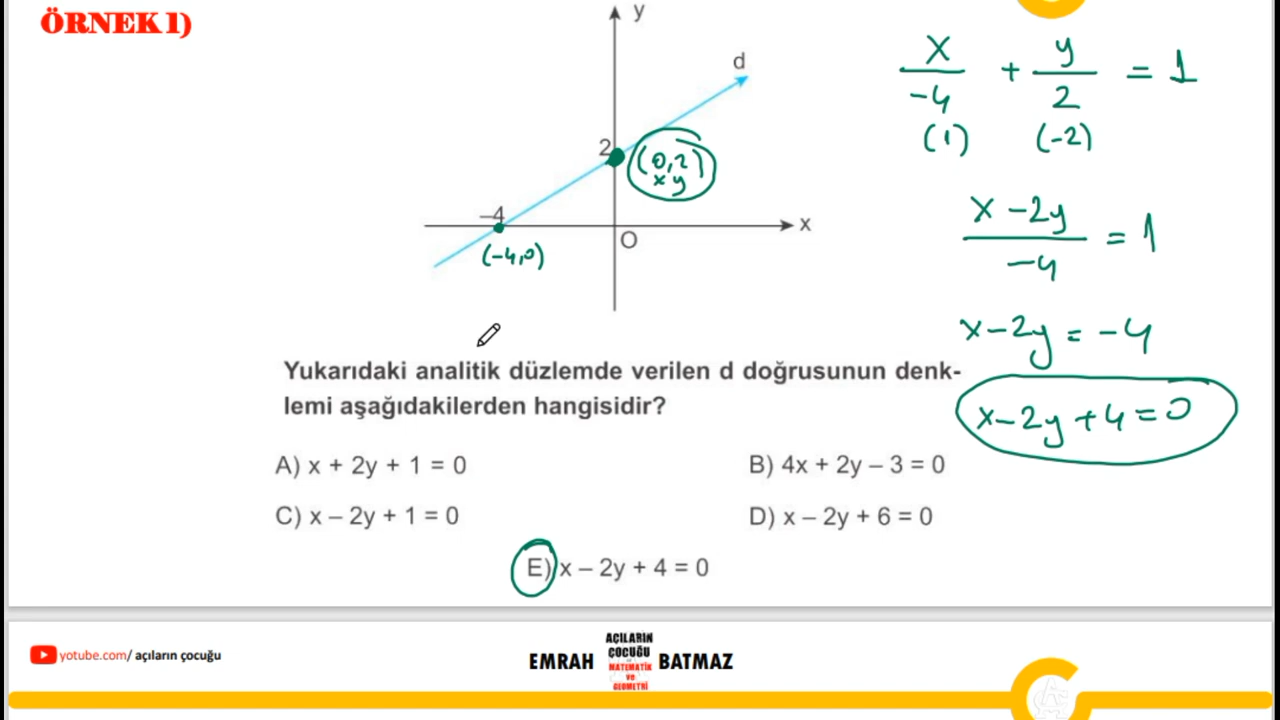 ÖRNEK 1)
y
d
2
(0,2)
x y
–4
x
O
(-4,0)
x/-4 + y/2 = 1
(1) (-2)
x-2y/-4 = 1
x-2y = -4
x-2y+4=0
Yukarıdaki analitik düzlemde verilen d doğrusunun denk-
lemi aşağıdakilerden hangisidir?
A) x + 2y + 1 = 0
B) 4x + 2y – 3 = 0
C) x – 2y + 1 = 0
D) x – 2y + 6 = 0
E) x – 2y + 4 = 0
yotube.com/ açıların çocuğu
EMRAH
AÇILARIN
ÇOCUĞU
MATEMATİK
ve
GEOMETRİ
BATMAZ